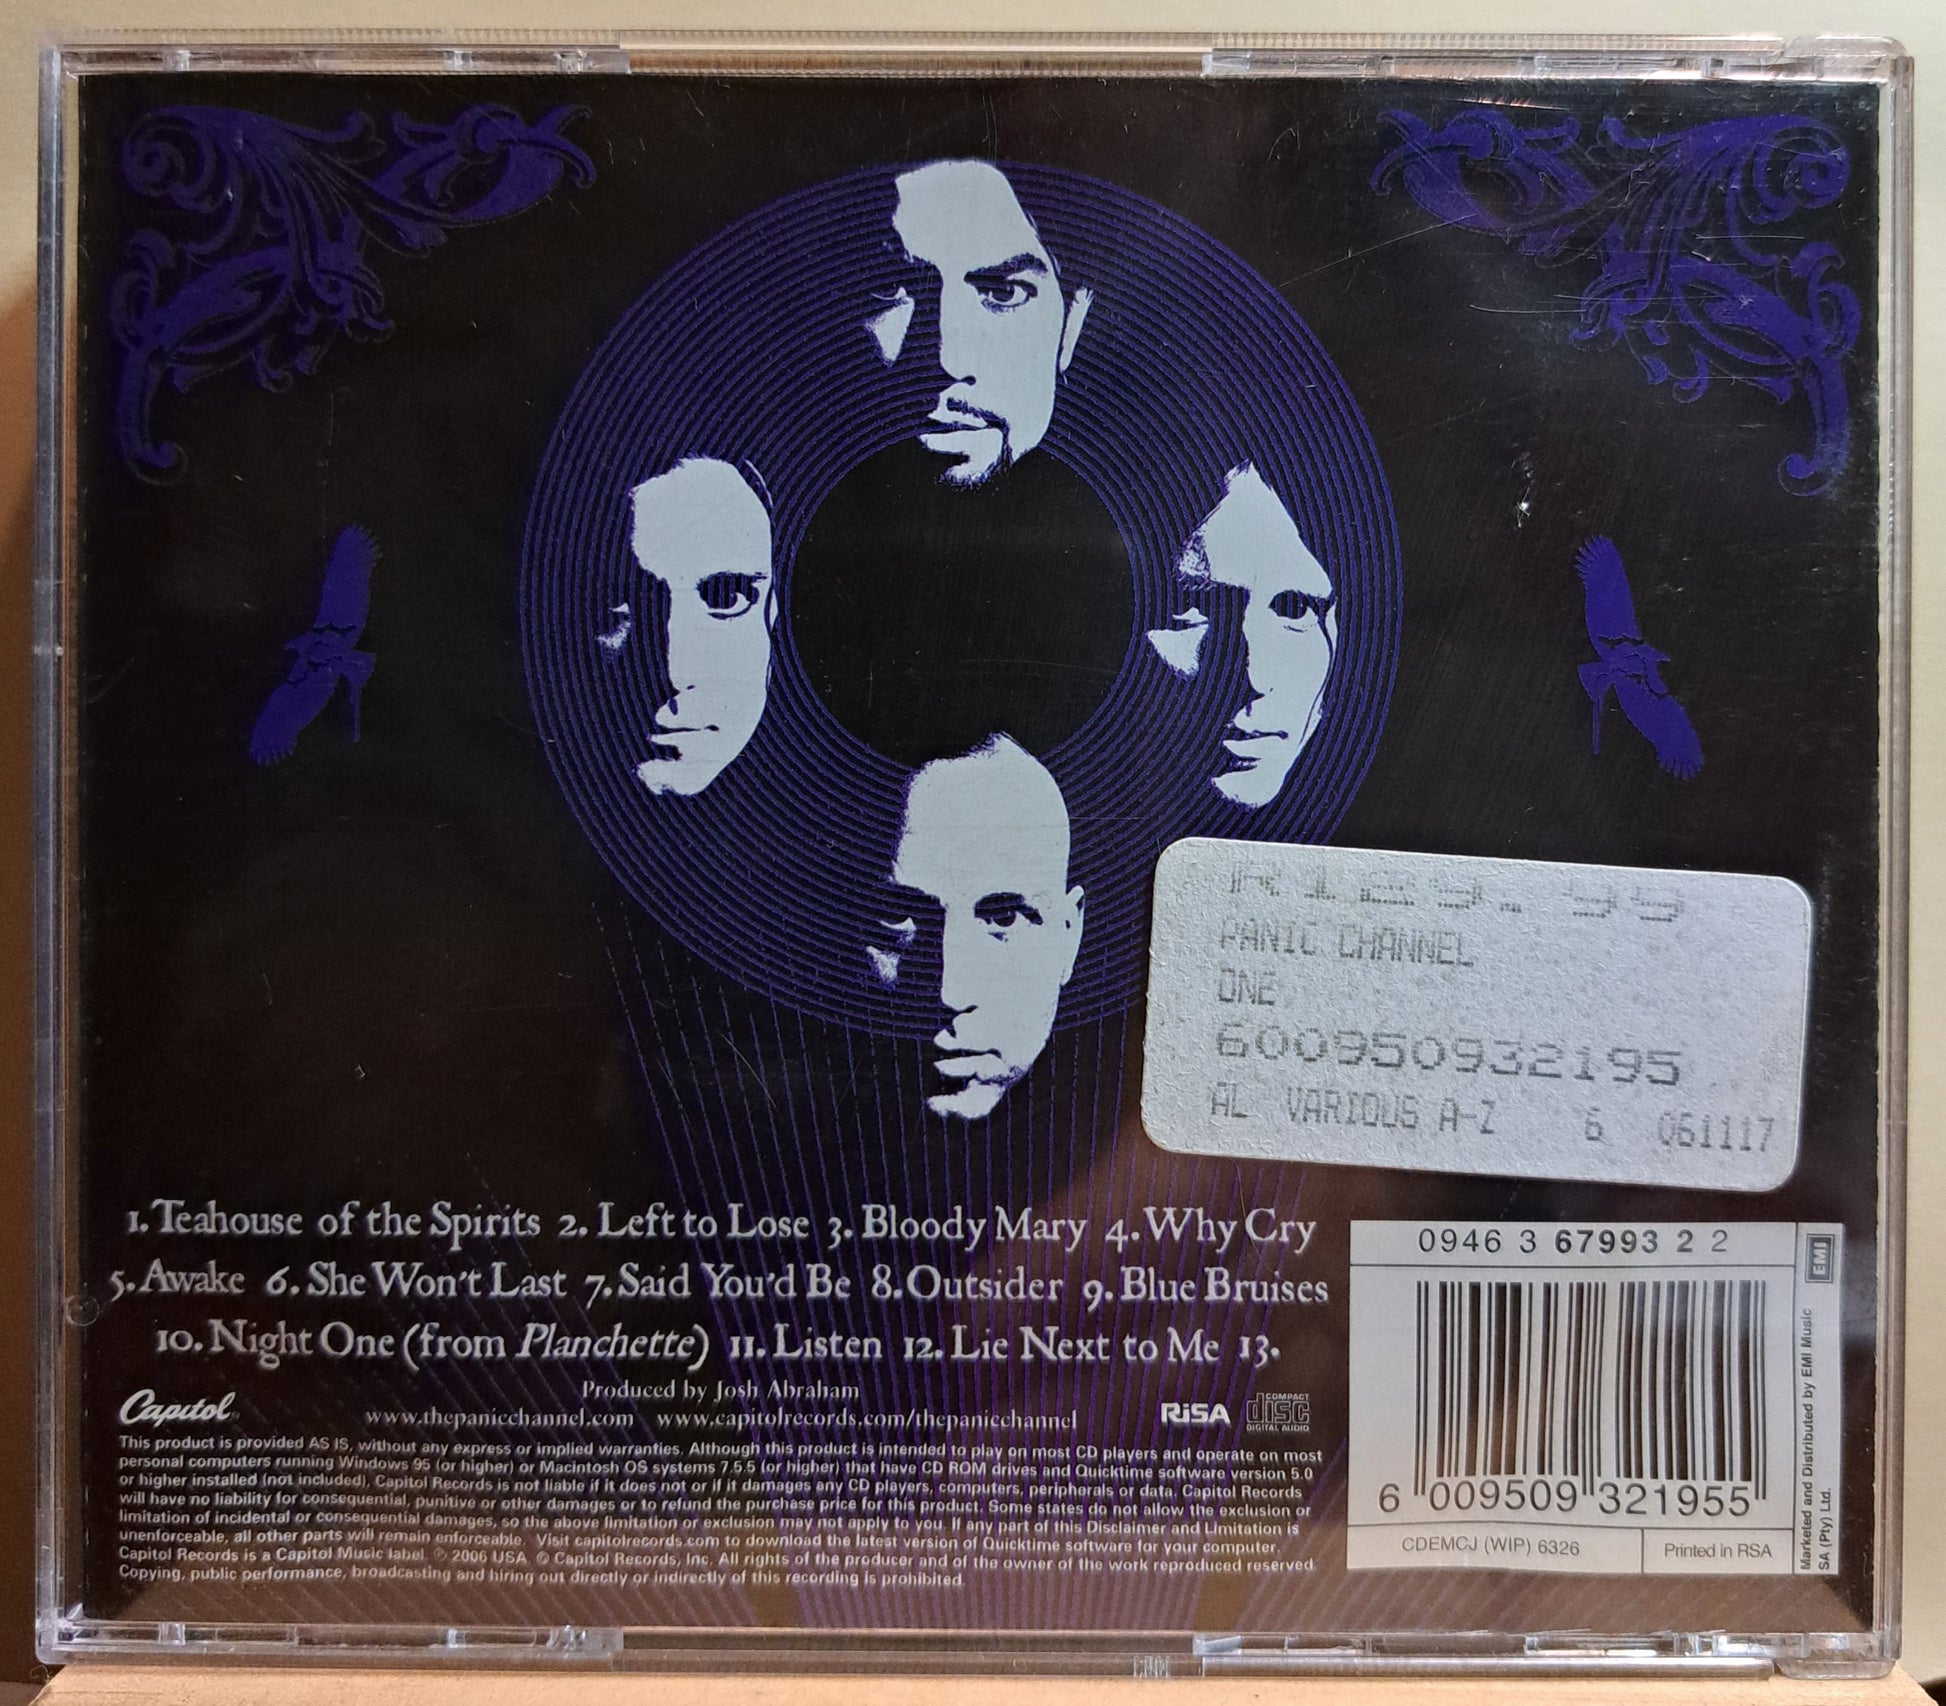 R129.99
PANIC CHANNEL
ONE
600950932195
AL VARIOUS A-Z 6 061117
1. Teahouse of the Spirits 2. Left to Lose 3. Bloody Mary 4. Why Cry
5. Awake 6. She Won't Last 7. Said You'd Be 8. Outsider 9. Blue Bruises
10. Night One (from Planchette) 11. Listen 12. Lie Next to Me 13.
Produced by Josh Abraham
Capitol
www.thepanicchannel.com www.capitolrecords.com/thepanicchannel
RiSA
COMPACT
disc
DIGITAL AUDIO
This product is provided AS IS, without any express or implied warranties. Although this product is intended to play on most CD players and operate on most
personal computers running Windows 95 (or higher) or Macintosh OS systems 7.5.5 (or higher) that have CD ROM drives and Quicktime software version 5.0
or higher installed (not included), Capitol Records is not liable if it does not or if it damages any CD players, computers, peripherals or data. Capitol Records
will have no liability for consequential, punitive or other damages or to refund the purchase price for this product. Some states do not allow the exclusion or
limitation of incidental or consequential damages, so the above limitation or exclusion may not apply to you. If any part of this Disclaimer and Limitation is
unenforceable, all other parts will remain enforceable. Visit capitolrecords.com to download the latest version of Quicktime software for your computer.
Capitol Records is a Capitol Music label. ℗ 2006 USA. © Capitol Records, Inc. All rights of the producer and of the owner of the work reproduced reserved.
Copying, public performance, broadcasting and hiring out directly or indirectly of this recording is prohibited.
0946 3 67993 2 2
6 009509 321955
CDEMCJ (WIP) 6326
Printed in RSA
EMI
Marketed and Distributed by EMI Music
SA (Pty) Ltd.